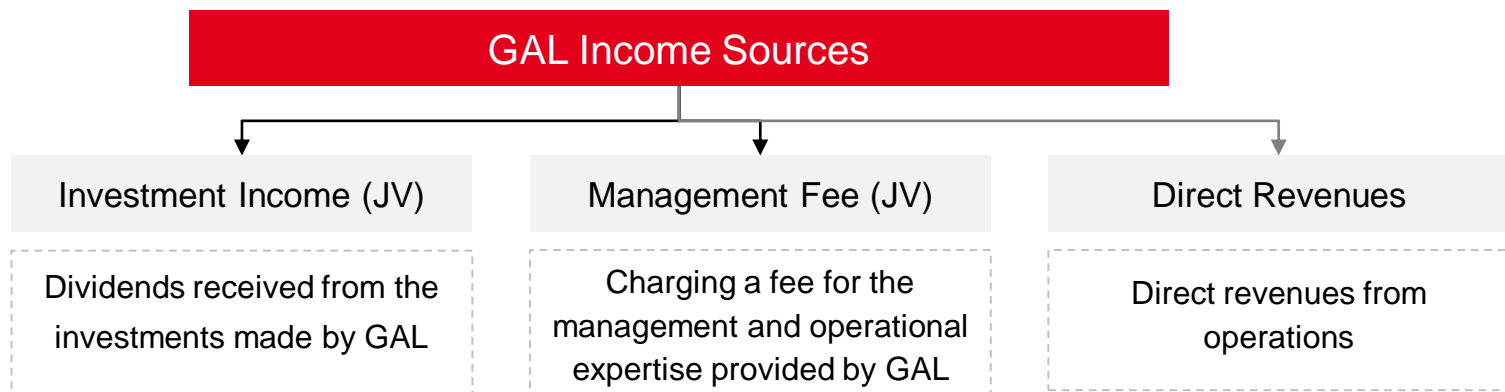 GAL Income Sources
Investment Income (JV)
Dividends received from the
investments made by GAL
Management Fee (JV)
Charging a fee for the
management and operational
expertise provided by GAL
Direct Revenues
Direct revenues from
operations